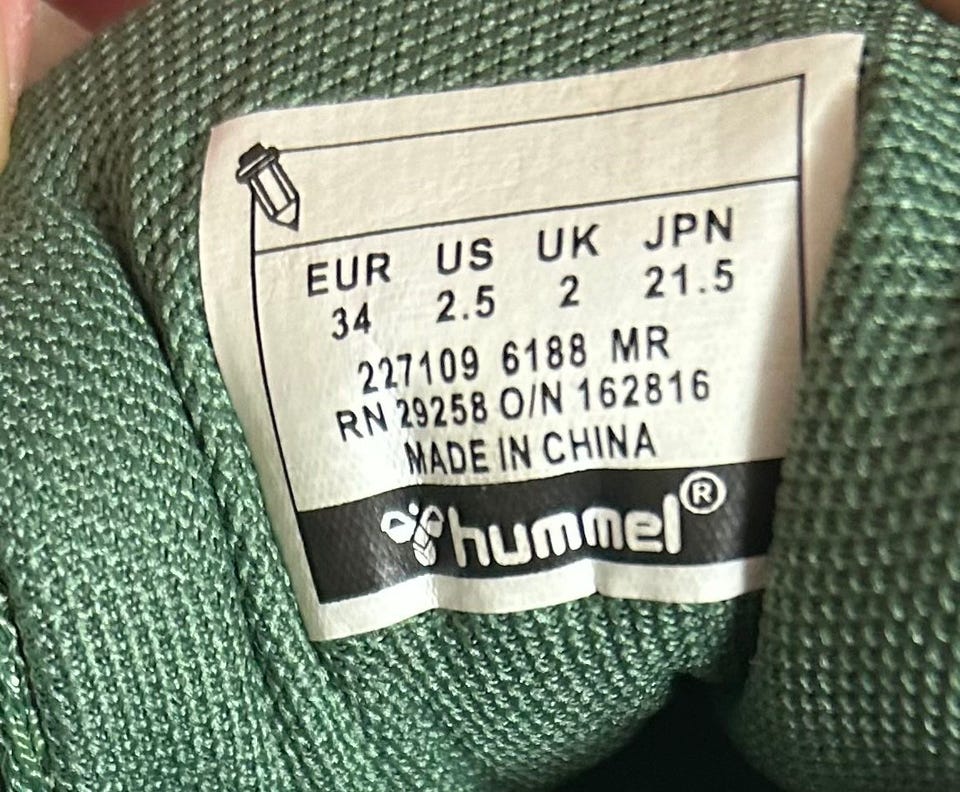 EUR US UK JPN
34 2.5 2 21.5
227109 6188 MR
RN 29258 O/N 162816
MADE IN CHINA
hummel®